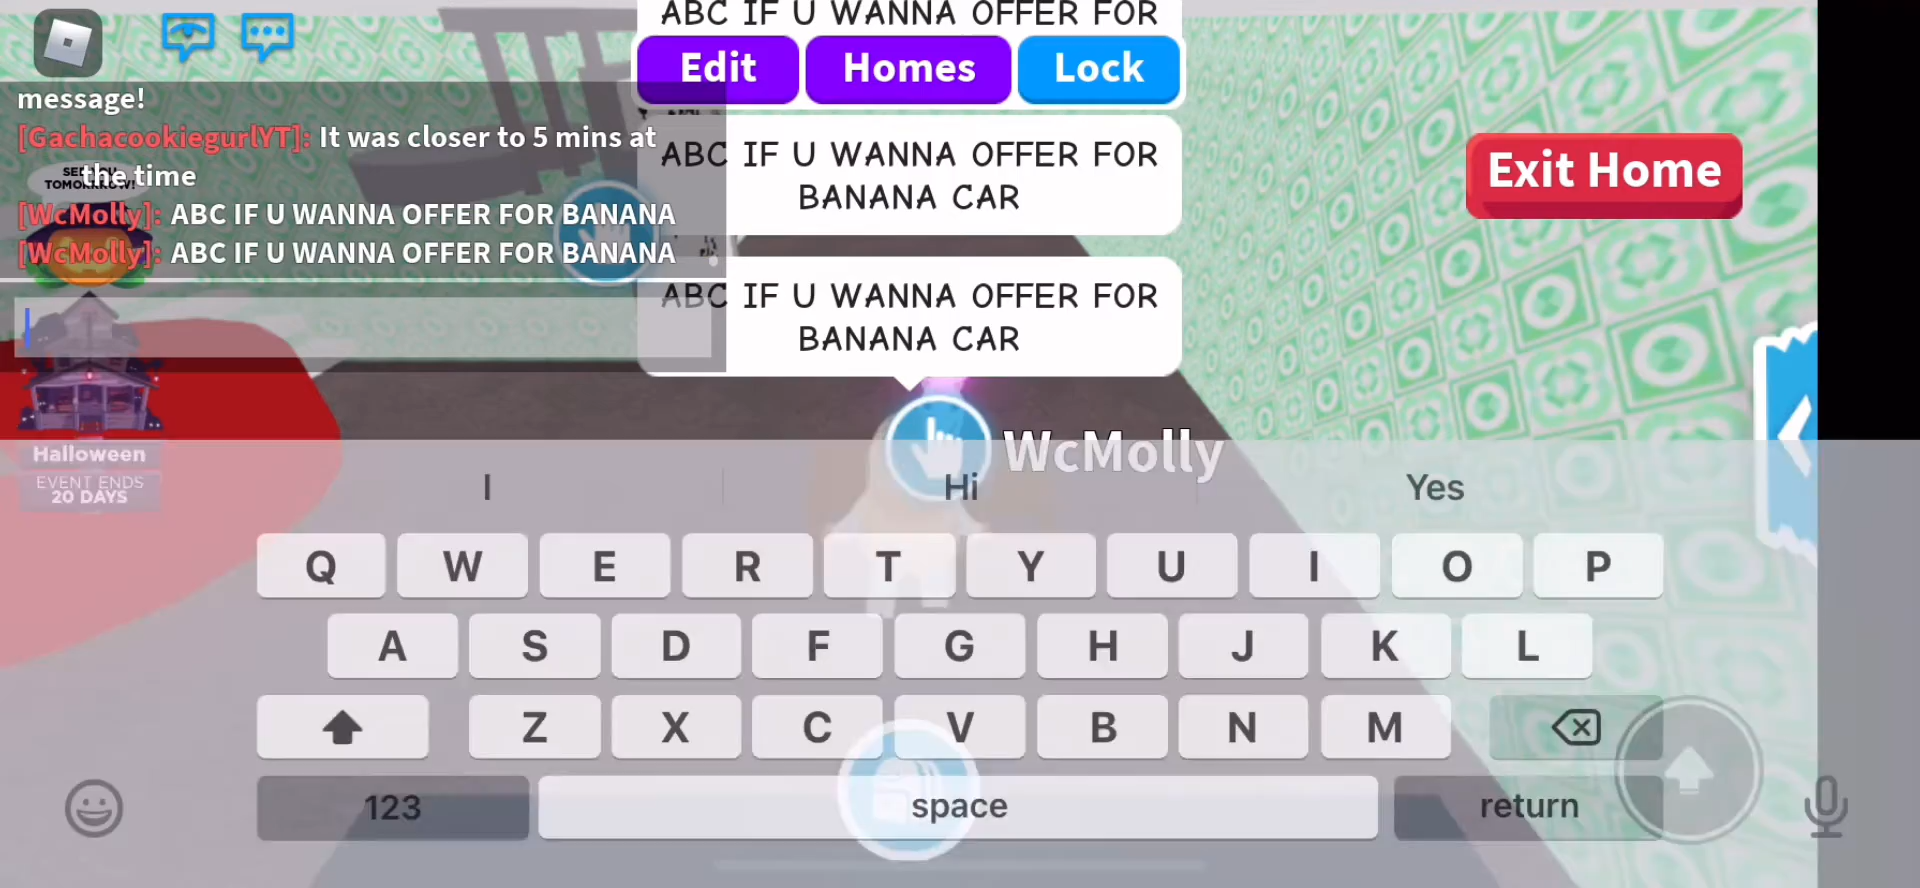 ABC IF U WANNA OFFER FOR
Edit
Homes
Lock
message!
[GachacookiegurlYT]: It was closer to 5 mins at
the time
[WcMolly]: ABC IF U WANNA OFFER FOR BANANA
[WcMolly]: ABC IF U WANNA OFFER FOR BANANA
SEE YOU
TOMORROW!
ABC IF U WANNA OFFER FOR
BANANA CAR
ABC IF U WANNA OFFER FOR
BANANA CAR
Exit Home
WcMolly
Halloween
EVENT ENDS
20 DAYS
I
Hi
Yes
Q W E R T Y U I O P
A S D F G H J K L
Z X C V B N M
123
space
return